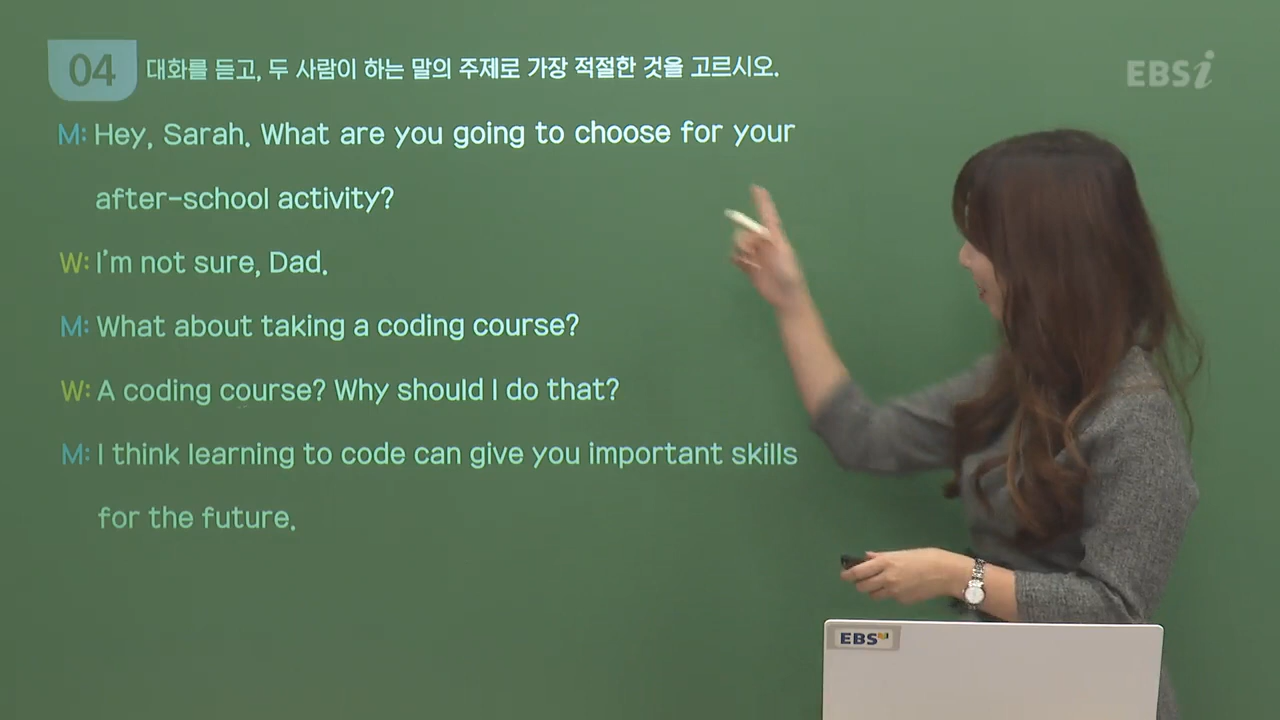 04 대화를 듣고, 두 사람이 하는 말의 주제로 가장 적절한 것을 고르시오.
EBSi
M: Hey, Sarah. What are you going to choose for your
after-school activity?
W: I'm not sure, Dad.
M: What about taking a coding course?
W: A coding course? Why should I do that?
M: I think learning to code can give you important skills
for the future.
EBS